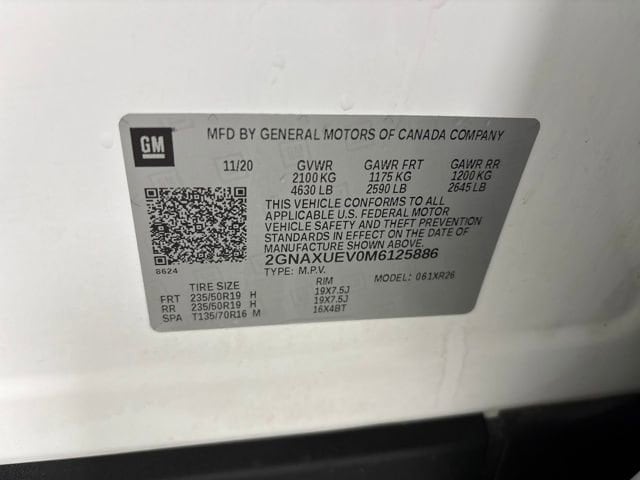 GM
MFD BY GENERAL MOTORS OF CANADA COMPANY
11/20 GVWR GAWR FRT GAWR RR
2100 KG 1175 KG 1200 KG
4630 LB 2590 LB 2645 LB
THIS VEHICLE CONFORMS TO ALL
APPLICABLE U.S. FEDERAL MOTOR
VEHICLE SAFETY AND THEFT PREVENTION
STANDARDS IN EFFECT ON THE DATE OF
MANUFACTURE SHOWN ABOVE.
2GNAXUEV0M6125886
8624
TYPE: M.P.V. MODEL: 061XR26
TIRE SIZE RIM
FRT 235/50R19 H 19X7.5J
RR 235/50R19 H 19X7.5J
SPA T135/70R16 M 16X4BT